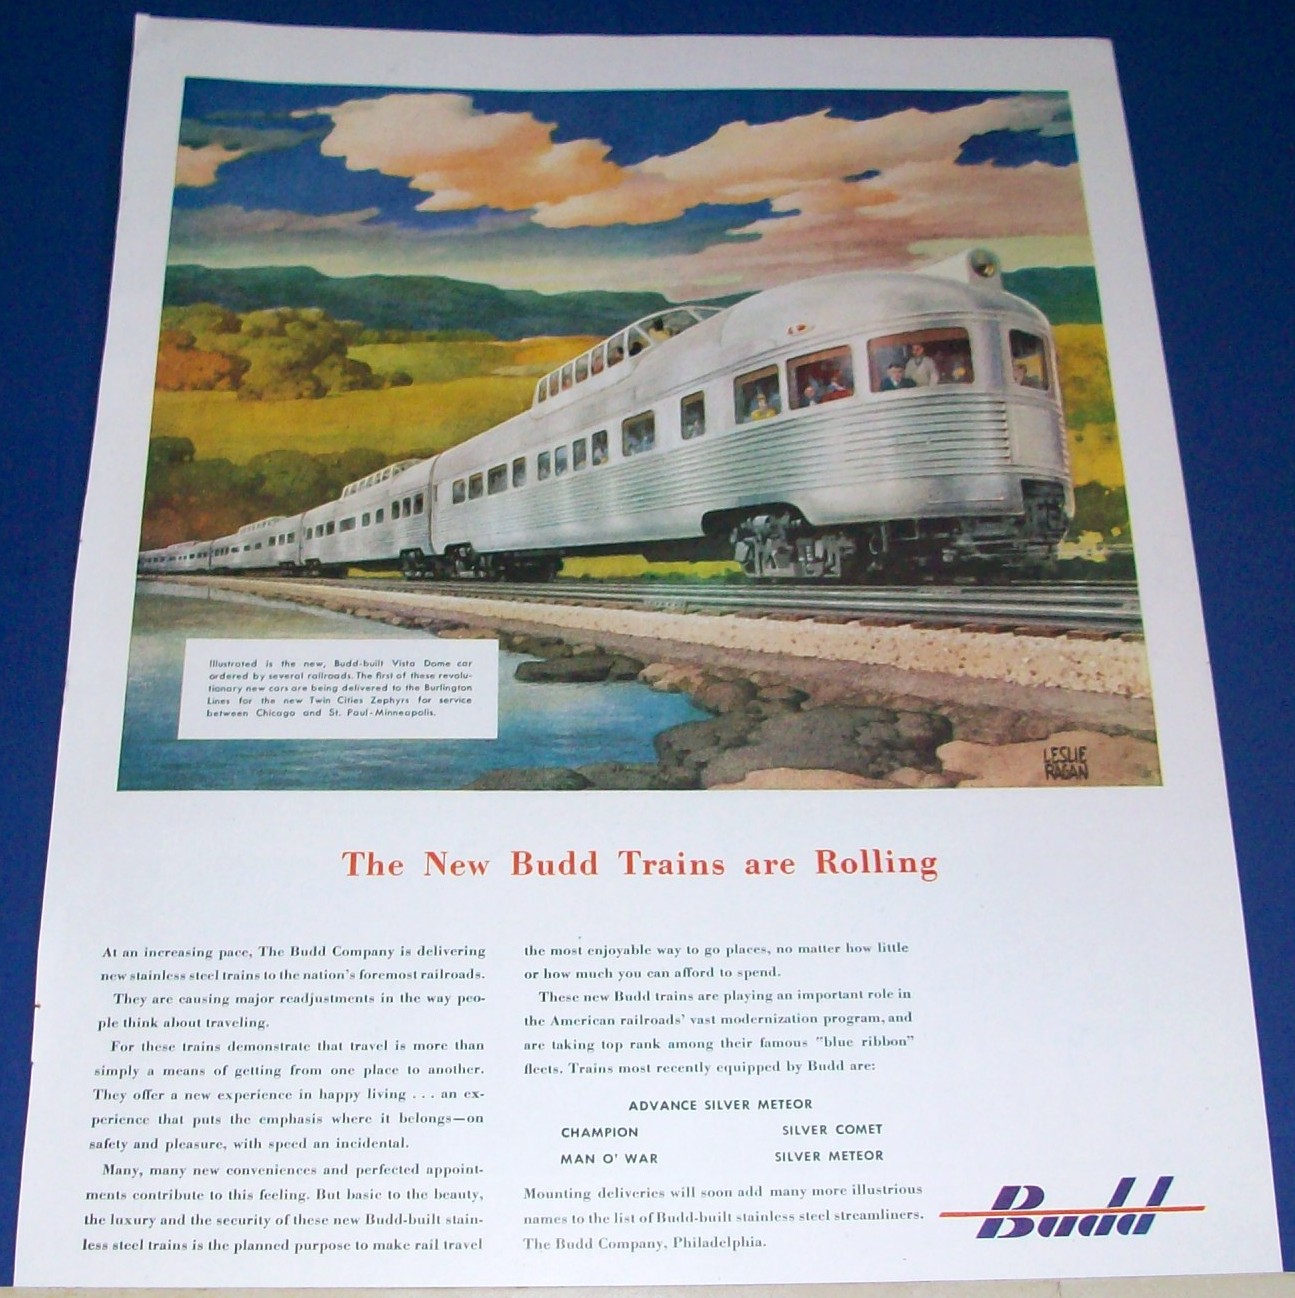 Illustrated is the new, Budd-built Vista Dome car
ordered by several railroads. The first of these revolu-
tionary new cars are being delivered to the Burlington
Lines for the new Twin Cities Zephyrs for service
between Chicago and St. Paul-Minneapolis.
LESLIE
RAGAN
The New Budd Trains are Rolling
At an increasing pace, The Budd Company is delivering
new stainless steel trains to the nation's foremost railroads.
They are causing major readjustments in the way peo-
ple think about traveling.
For these trains demonstrate that travel is more than
simply a means of getting from one place to another.
They offer a new experience in happy living . . . an ex-
perience that puts the emphasis where it belongs—on
safety and pleasure, with speed an incidental.
Many, many new conveniences and perfected appoint-
ments contribute to this feeling. But basic to the beauty,
the luxury and the security of these new Budd-built stain-
less steel trains is the planned purpose to make rail travel
the most enjoyable way to go places, no matter how little
or how much you can afford to spend.
These new Budd trains are playing an important role in
the American railroads' vast modernization program, and
are taking top rank among their famous "blue ribbon"
fleets. Trains most recently equipped by Budd are:
ADVANCE SILVER METEOR
CHAMPION SILVER COMET
MAN O' WAR SILVER METEOR
Mounting deliveries will soon add many more illustrious
names to the list of Budd-built stainless steel streamliners.
The Budd Company, Philadelphia.
Budd